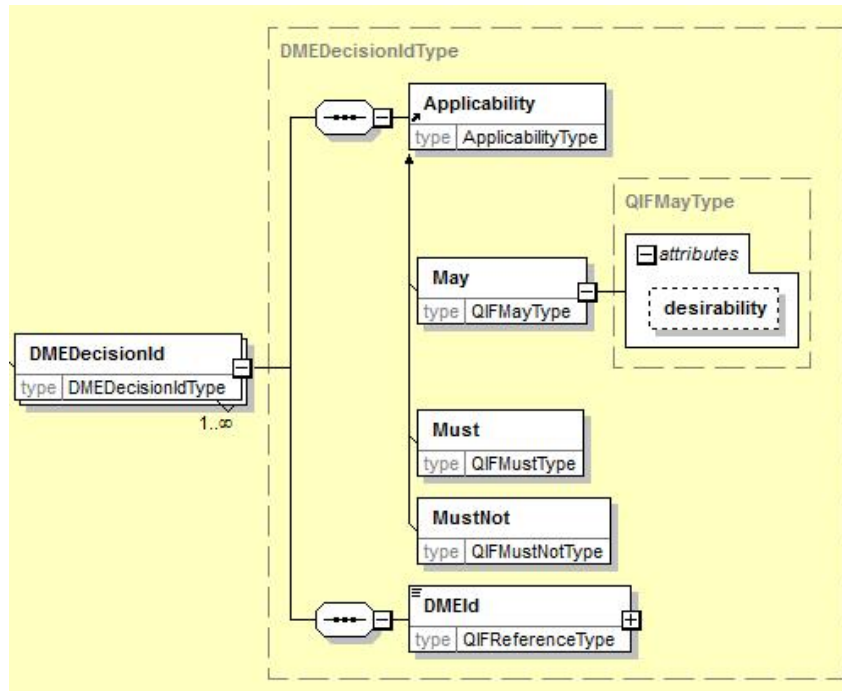 DMEDecisionIdType
Applicability
type ApplicabilityType
QIFMayType
attributes
May
type QIFMayType
desirability
DMEDecisionId
type DMEDecisionIdType
1..∞
Must
type QIFMustType
MustNot
type QIFMustNotType
DMEId
type QIFReferenceType